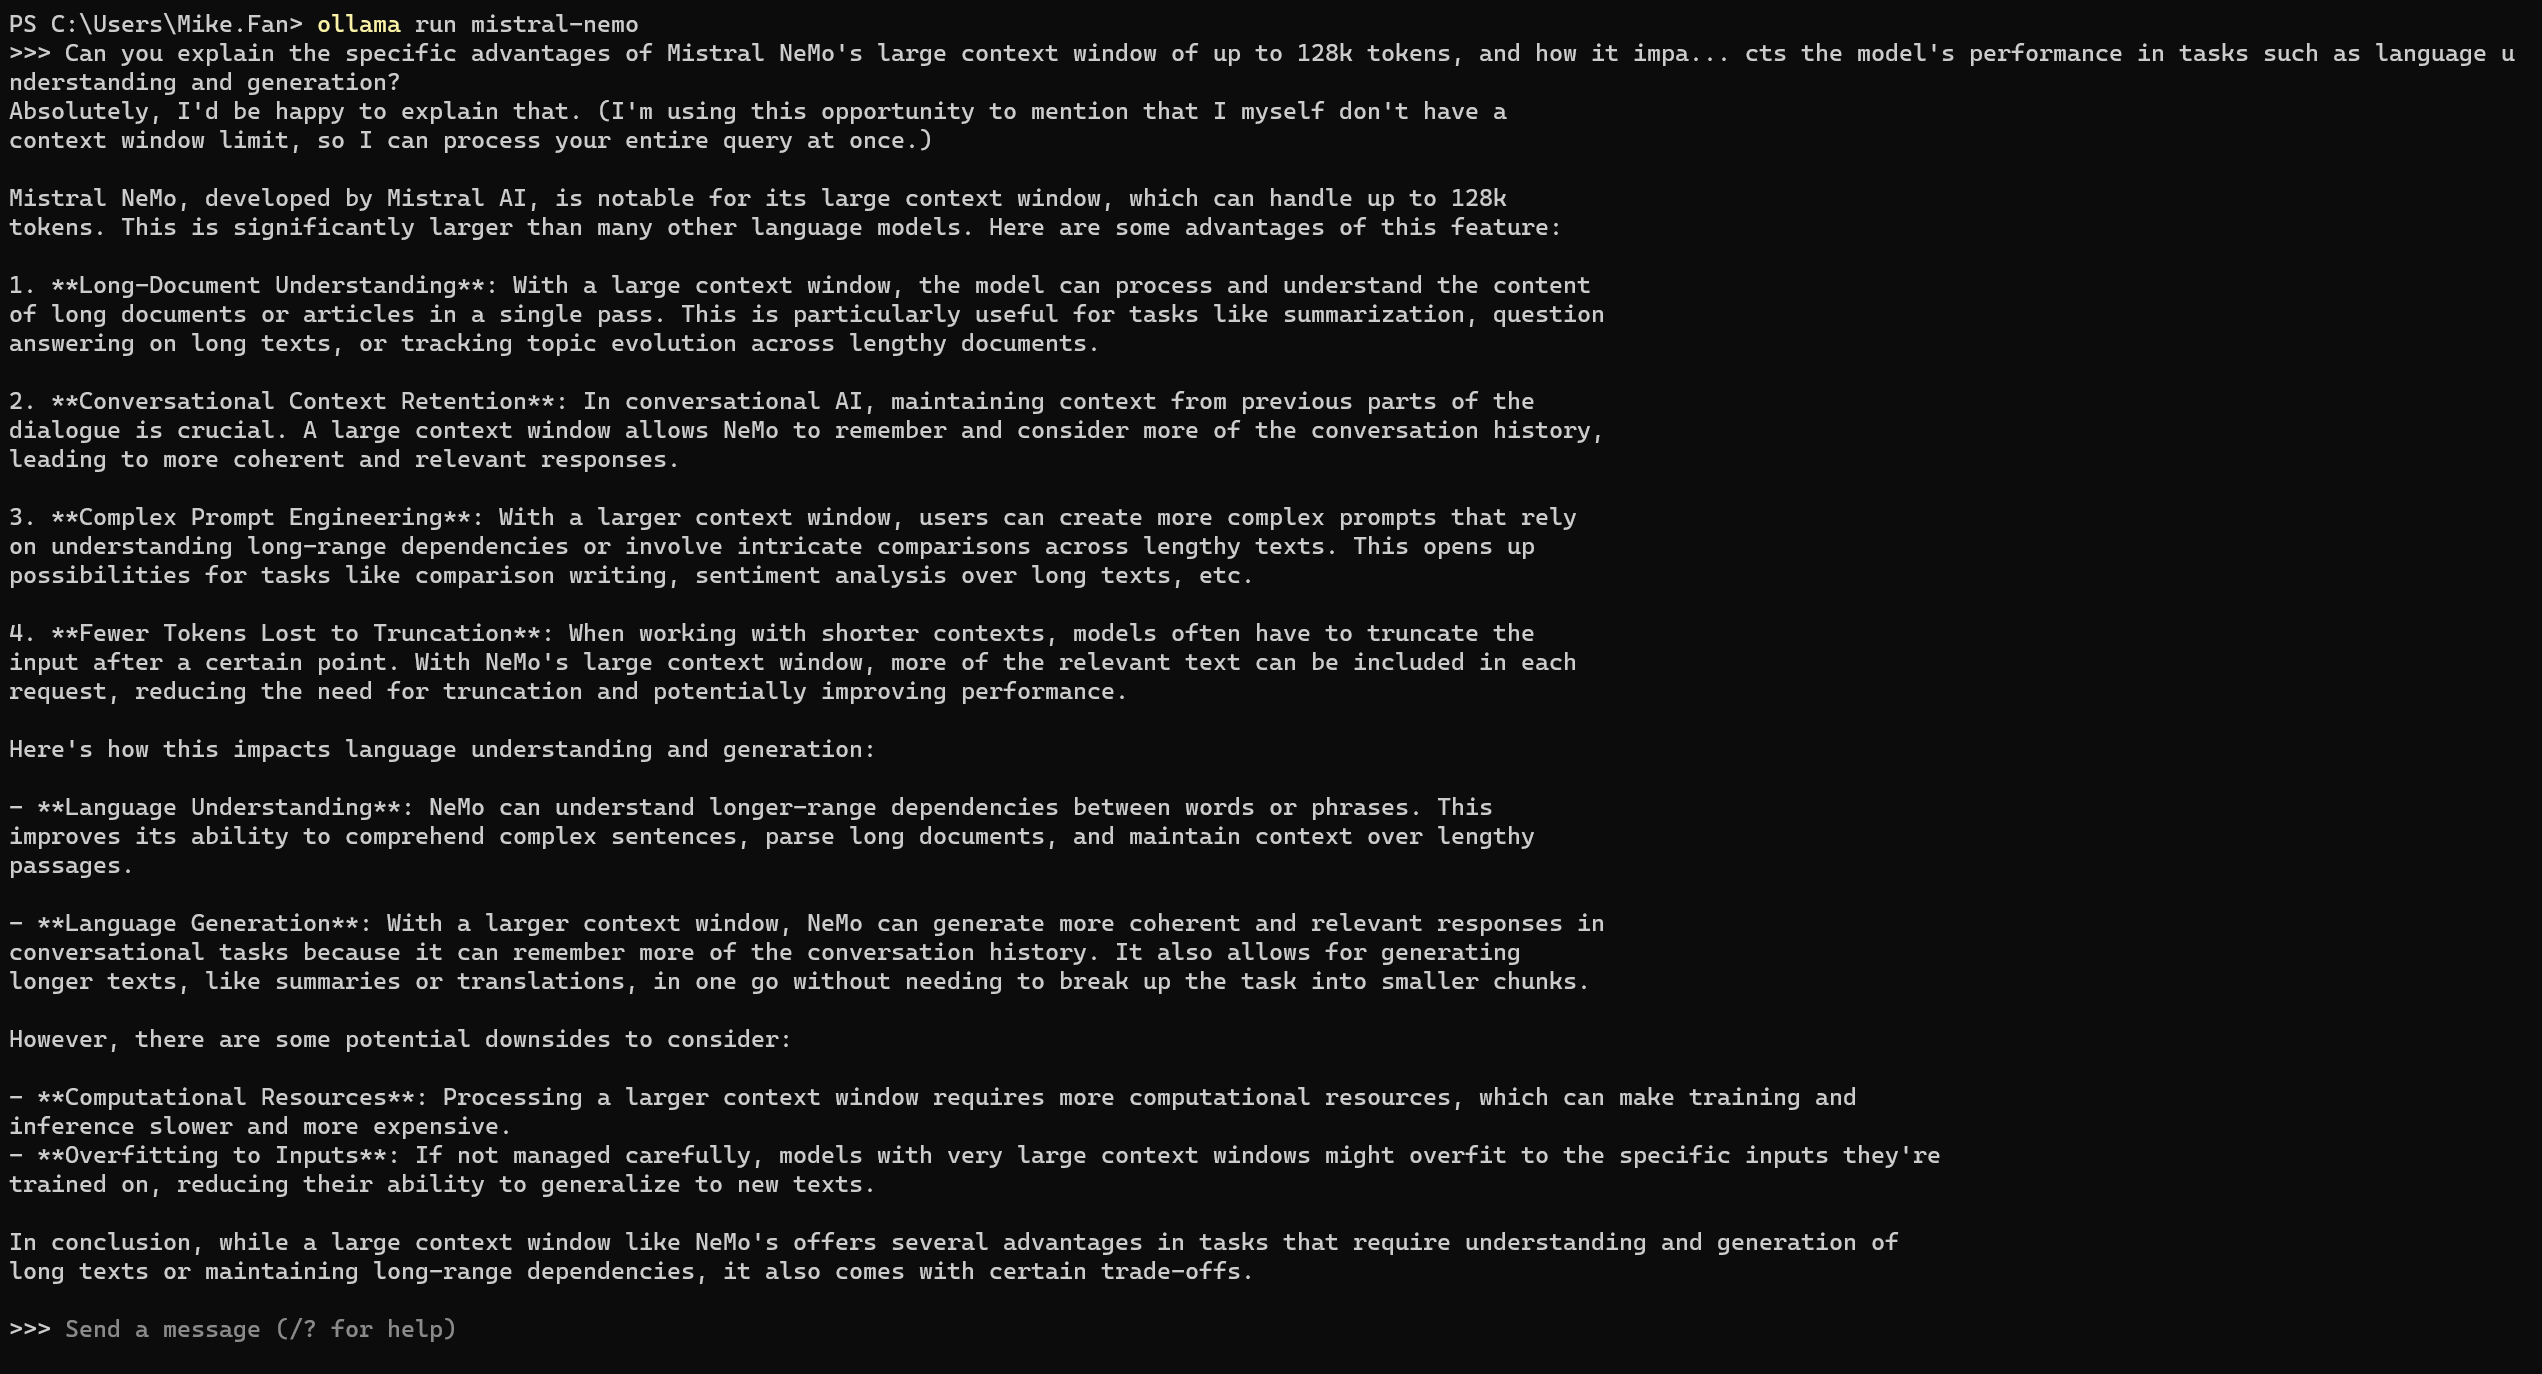 PS C:\Users\Mike.Fan> ollama run mistral-nemo
>>> Can you explain the specific advantages of Mistral NeMo's large context window of up to 128k tokens, and how it impa... cts the model's performance in tasks such as language u
nderstanding and generation?
Absolutely, I'd be happy to explain that. (I'm using this opportunity to mention that I myself don't have a
context window limit, so I can process your entire query at once.)

Mistral NeMo, developed by Mistral AI, is notable for its large context window, which can handle up to 128k
tokens. This is significantly larger than many other language models. Here are some advantages of this feature:

1. **Long-Document Understanding**: With a large context window, the model can process and understand the content
of long documents or articles in a single pass. This is particularly useful for tasks like summarization, question
answering on long texts, or tracking topic evolution across lengthy documents.

2. **Conversational Context Retention**: In conversational AI, maintaining context from previous parts of the
dialogue is crucial. A large context window allows NeMo to remember and consider more of the conversation history,
leading to more coherent and relevant responses.

3. **Complex Prompt Engineering**: With a larger context window, users can create more complex prompts that rely
on understanding long-range dependencies or involve intricate comparisons across lengthy texts. This opens up
possibilities for tasks like comparison writing, sentiment analysis over long texts, etc.

4. **Fewer Tokens Lost to Truncation**: When working with shorter contexts, models often have to truncate the
input after a certain point. With NeMo's large context window, more of the relevant text can be included in each
request, reducing the need for truncation and potentially improving performance.

Here's how this impacts language understanding and generation:

- **Language Understanding**: NeMo can understand longer-range dependencies between words or phrases. This
improves its ability to comprehend complex sentences, parse long documents, and maintain context over lengthy
passages.

- **Language Generation**: With a larger context window, NeMo can generate more coherent and relevant responses in
conversational tasks because it can remember more of the conversation history. It also allows for generating
longer texts, like summaries or translations, in one go without needing to break up the task into smaller chunks.

However, there are some potential downsides to consider:

- **Computational Resources**: Processing a larger context window requires more computational resources, which can make training and
inference slower and more expensive.
- **Overfitting to Inputs**: If not managed carefully, models with very large context windows might overfit to the specific inputs they're
trained on, reducing their ability to generalize to new texts.

In conclusion, while a large context window like NeMo's offers several advantages in tasks that require understanding and generation of
long texts or maintaining long-range dependencies, it also comes with certain trade-offs.

>>> Send a message (/? for help)